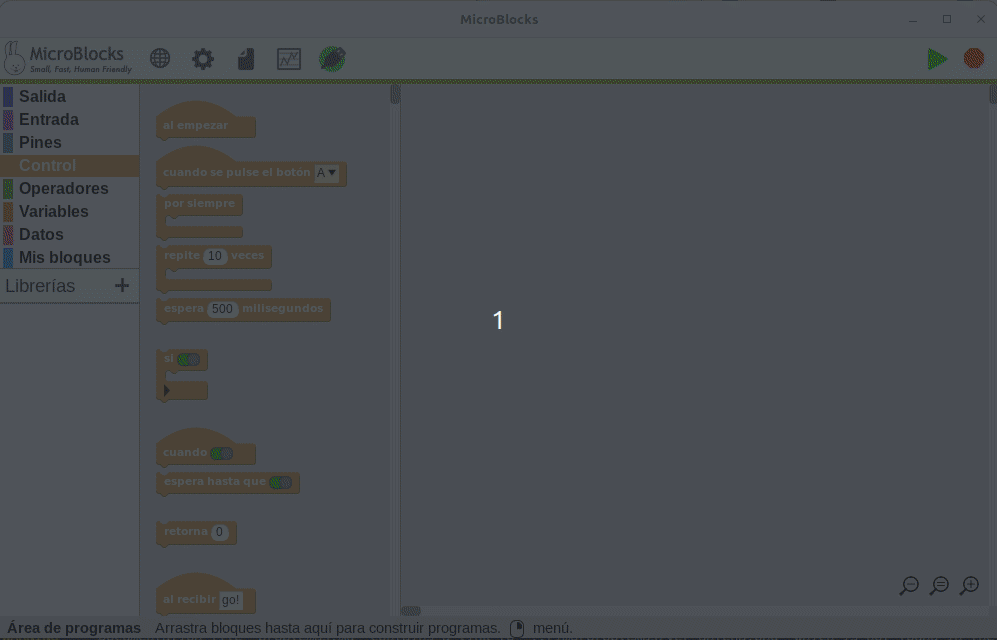 MicroBlocks
MicroBlocks
Small, Fast, Human Friendly
Salida
Entrada
Pines
Control
Operadores
Variables
Datos
Mis bloques
Librerías +
al empezar
cuando se pulse el botón A
por siempre
repite 10 veces
espera 500 milisegundos
si
cuando
espera hasta que
retorna 0
al recibir go!
1
Área de programas Arrastra bloques hasta aquí para construir programas. menú.